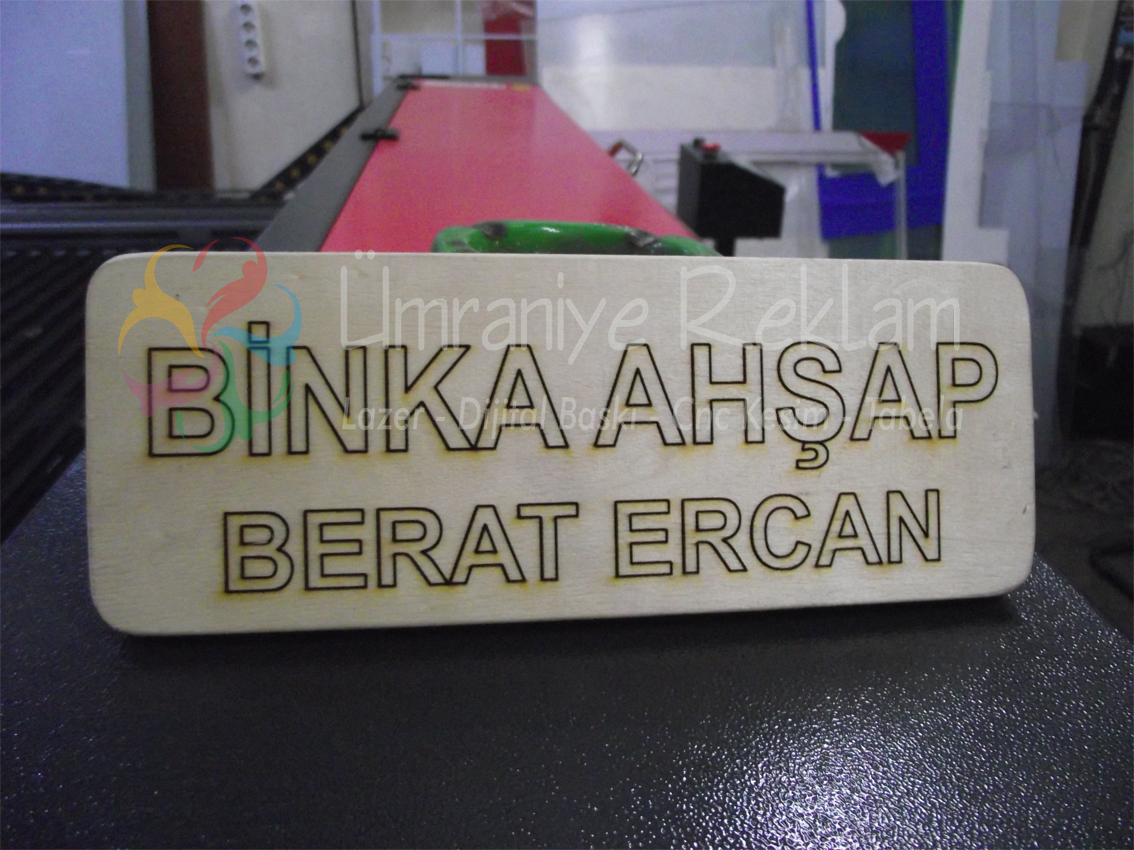 Ümraniye Reklam
BİNKA AHŞAP
Lazer - Dijital Baskı - Cnc Kesim - Tabela
BERAT ERCAN